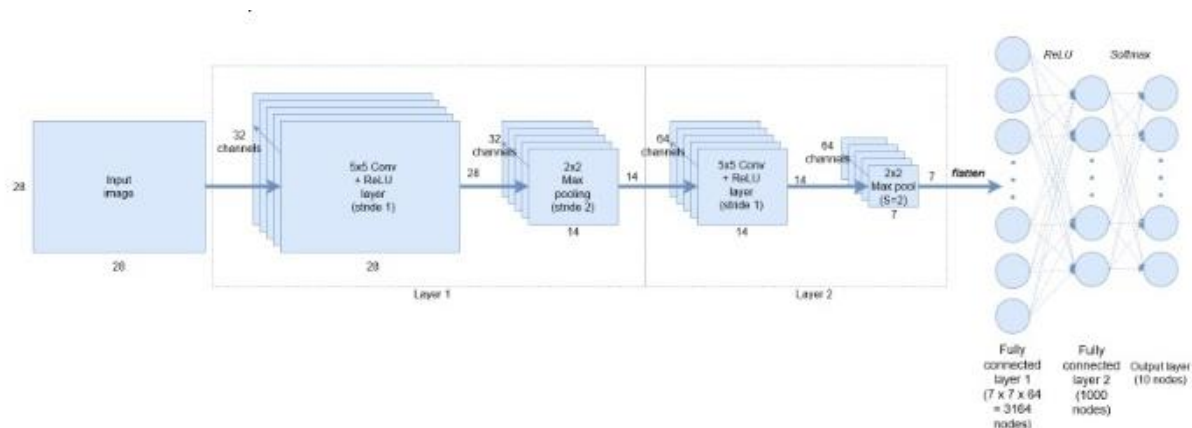 28
Input
image
28
32
channels
5x5 Conv
+ ReLU
layer
(stride 1)
28
28
32
channels
2x2
Max
pooling
(stride 2)
14
14
Layer 1
64
channels
5x5 Conv
+ ReLU
layer
(stride 1)
14
14
64
channels
2x2
Max pool
(S=2)
7
7
Layer 2
flatten
ReLU
Softmax
Fully
connected
layer 1
(7 x 7 x 64
= 3164
nodes)
Fully
connected
layer 2
(1000
nodes)
Output layer
(10 nodes)